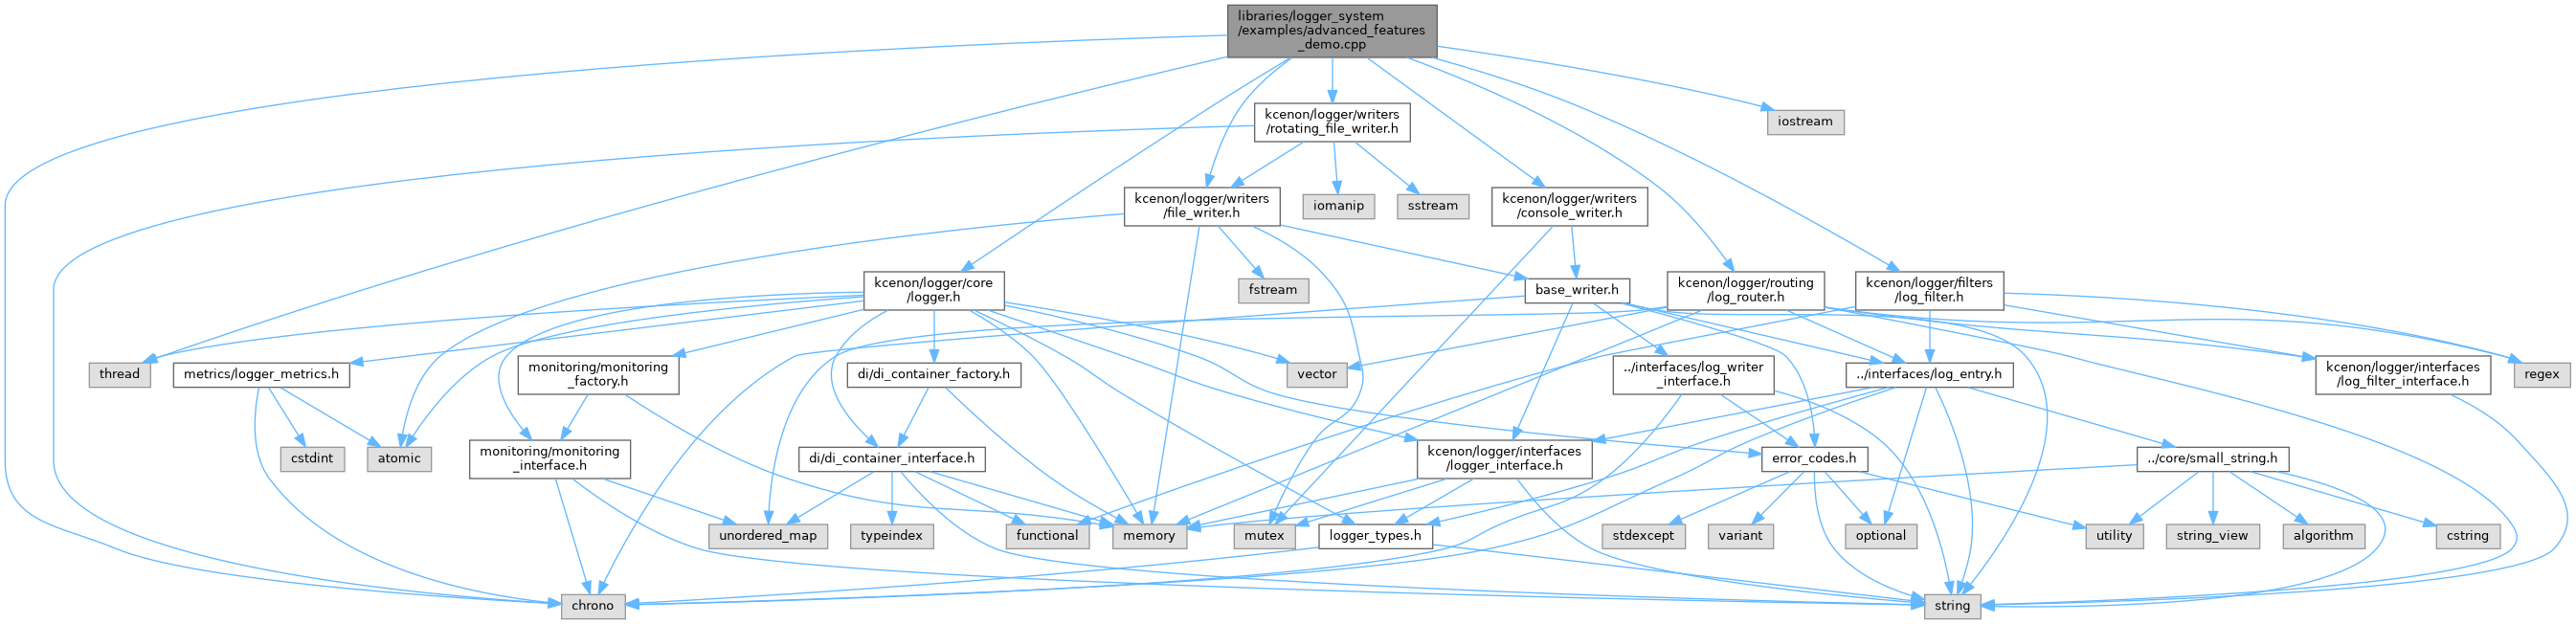 libraries/logger_system
/examples/advanced_features
_demo.cpp
kcenon/logger/writers
/rotating_file_writer.h
iostream
kcenon/logger/writers
/file_writer.h
iomanip
sstream
kcenon/logger/writers
/console_writer.h
kcenon/logger/core
/logger.h
fstream
base_writer.h
kcenon/logger/routing
/log_router.h
kcenon/logger/filters
/log_filter.h
thread
metrics/logger_metrics.h
monitoring/monitoring
_factory.h
di/di_container_factory.h
vector
../interfaces/log_writer
_interface.h
../interfaces/log_entry.h
kcenon/logger/interfaces
/log_filter_interface.h
regex
cstdint
atomic
monitoring/monitoring
_interface.h
di/di_container_interface.h
kcenon/logger/interfaces
/logger_interface.h
error_codes.h
../core/small_string.h
unordered_map
typeindex
functional
memory
mutex
logger_types.h
stdexcept
variant
optional
utility
string_view
algorithm
cstring
chrono
string